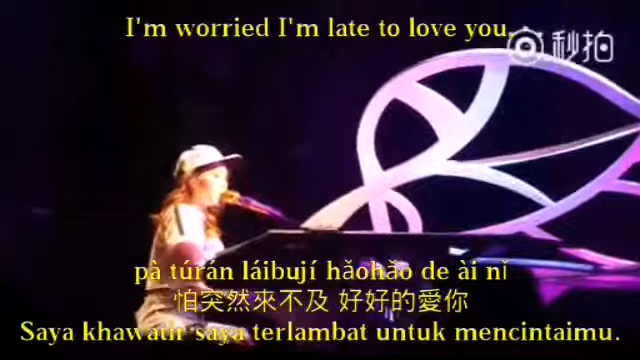 I'm worried I'm late to love you.
秒拍
pà túrán láibují hǎohǎo de ài nǐ
怕突然來不及 好好的愛你
Saya khawatir saya terlambat untuk mencintaimu.